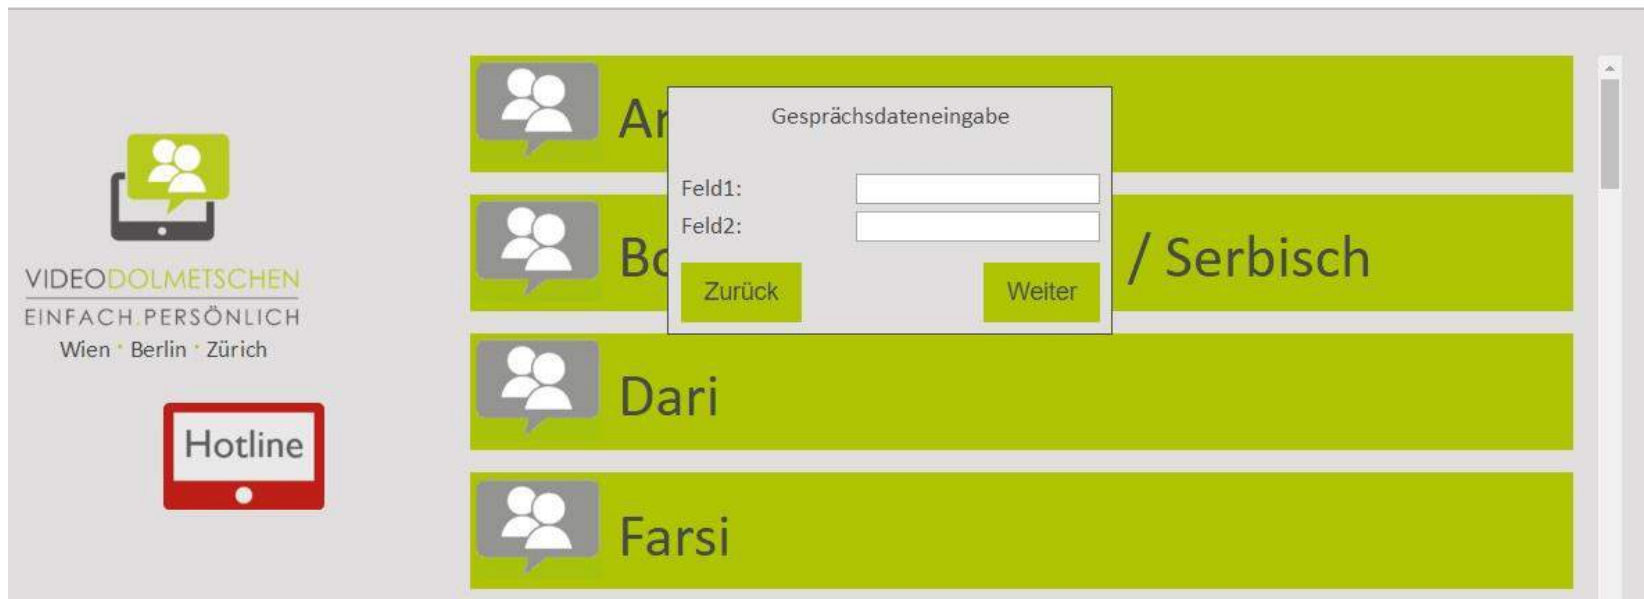 VIDEODOLMETSCHEN
EINFACH.PERSÖNLICH
Wien · Berlin · Zürich
Hotline
Gesprächsdateneingabe
Feld1:
Feld2:
Zurück
Weiter
/ Serbisch
Dari
Farsi